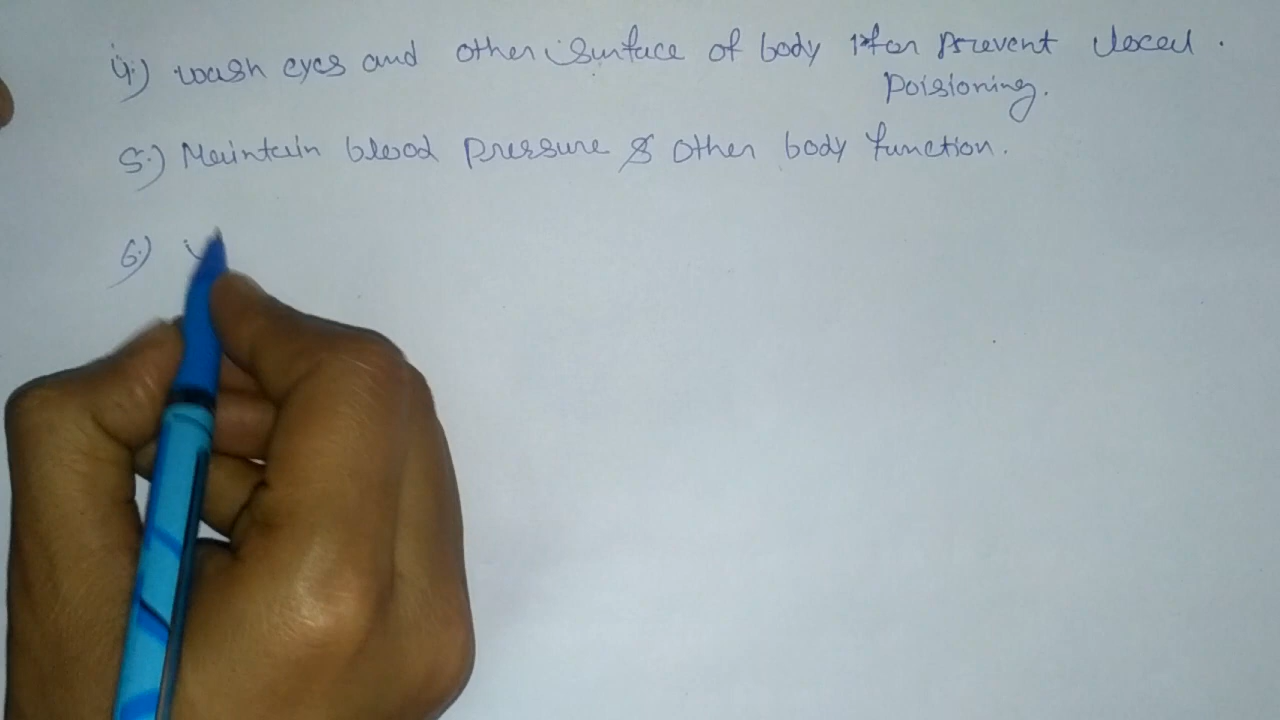 4.) wash eyes and other surface of body for prevent local
poisioning.
5.) Maintain blood pressure & other body function.
6.)